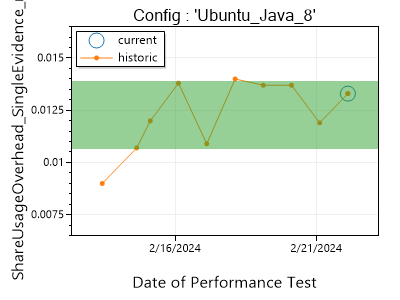 Config : 'Ubuntu_Java_8'
ShareUsageOverhead_SingleEvidence_
current
historic
0.015
0.0125
0.01
0.0075
2/16/2024
2/21/2024
Date of Performance Test